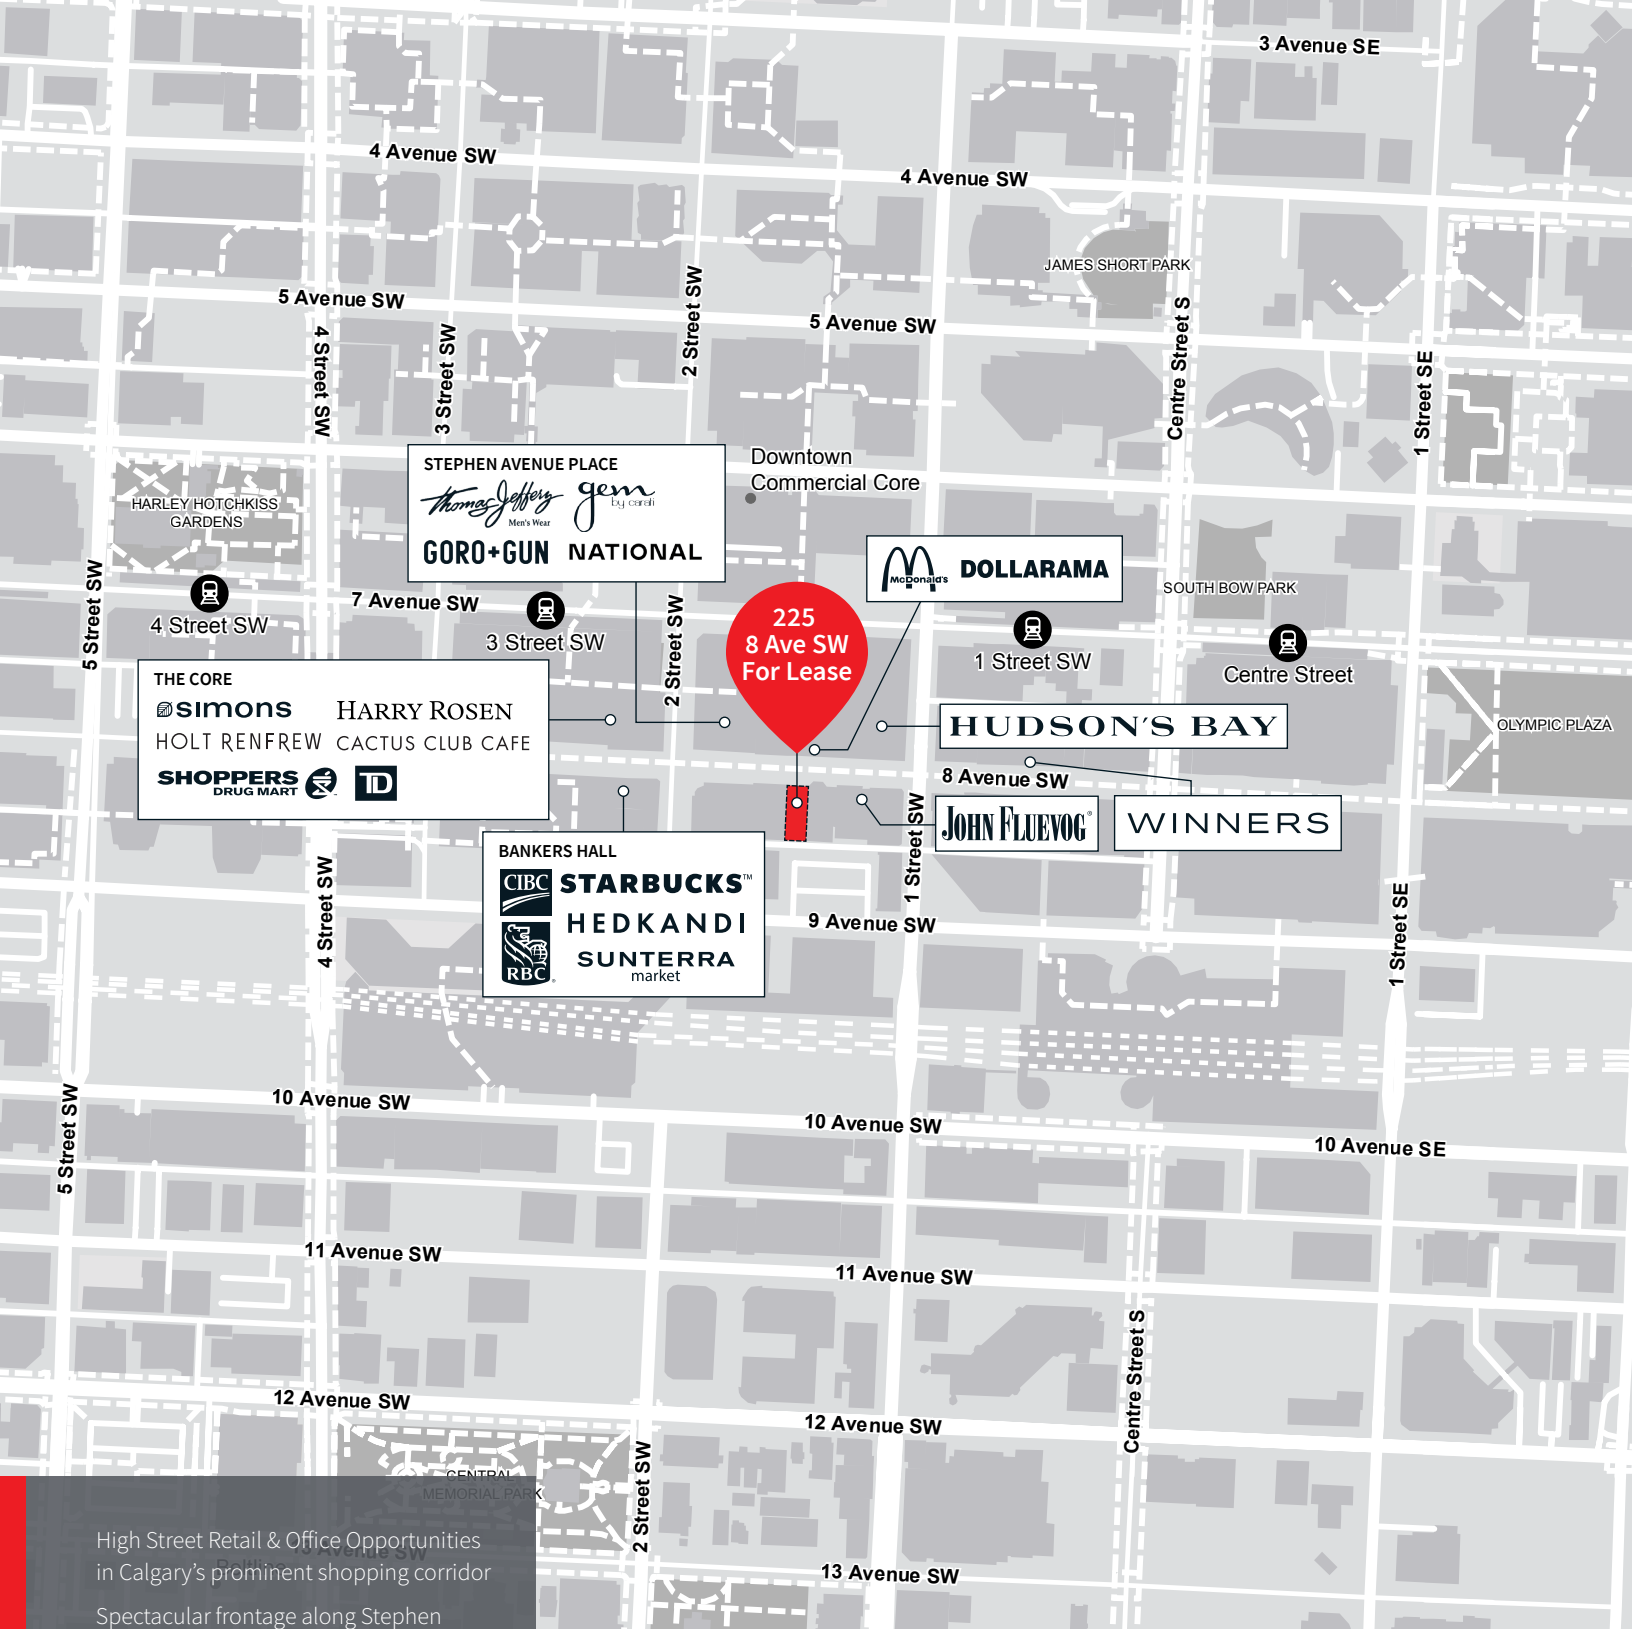 3 Avenue SE
4 Avenue SW
4 Avenue SW
JAMES SHORT PARK
5 Avenue SW
5 Avenue SW
4 Street SW
3 Street SW
2 Street SW
Centre Street S
1 Street SE
STEPHEN AVENUE PLACE
Thomas Jeffery
Men's Wear
gem
by carati
GORO+GUN
NATIONAL
Downtown
Commercial Core
HARLEY HOTCHKISS
GARDENS
McDonald's
DOLLARAMA
SOUTH BOW PARK
5 Street SW
4 Street SW
7 Avenue SW
3 Street SW
2 Street SW
225
8 Ave SW
For Lease
1 Street SW
Centre Street
THE CORE
SIMONS
HARRY ROSEN
HOLT RENFREW
CACTUS CLUB CAFE
SHOPPERS
DRUG MART
TD
HUDSON'S BAY
OLYMPIC PLAZA
8 Avenue SW
JOHN FLUEVOG®
WINNERS
1 Street SW
BANKERS HALL
CIBC
STARBUCKS™
HEDKANDI
RBC®
SUNTERRA
market
4 Street SW
9 Avenue SW
1 Street SE
5 Street SW
10 Avenue SW
10 Avenue SW
10 Avenue SE
11 Avenue SW
11 Avenue SW
Centre Street S
12 Avenue SW
12 Avenue SW
2 Street SW
CENTRAL
MEMORIAL PARK
13 Avenue SW
Beltline
13 Avenue SW
High Street Retail & Office Opportunities
in Calgary's prominent shopping corridor
Spectacular frontage along Stephen